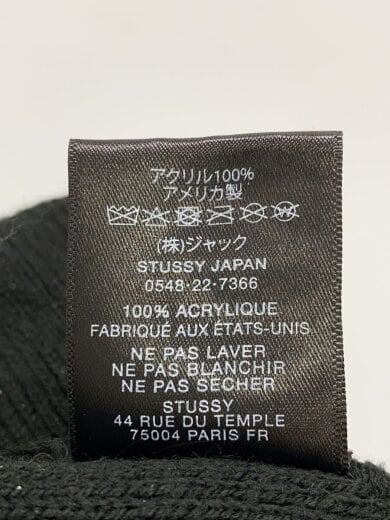 アクリル100%
アメリカ製
(株)ジャック
STUSSY JAPAN
0548-22-7366
100% ACRYLIQUE
FABRIQUÉ AUX ÉTATS-UNIS
NE PAS LAVER
NE PAS BLANCHIR
NE PAS SÉCHER
STUSSY
44 RUE DU TEMPLE
75004 PARIS FR